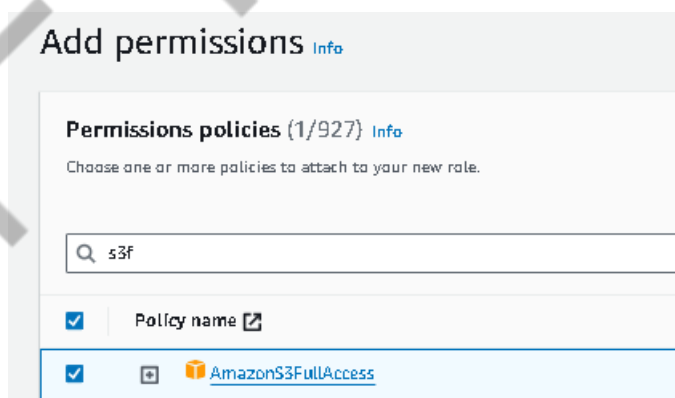 Add permissions Info
Permissions policies (1/927) Info
Choose one or more policies to attach to your new role.
s3f
Policy name
AmazonS3FullAccess